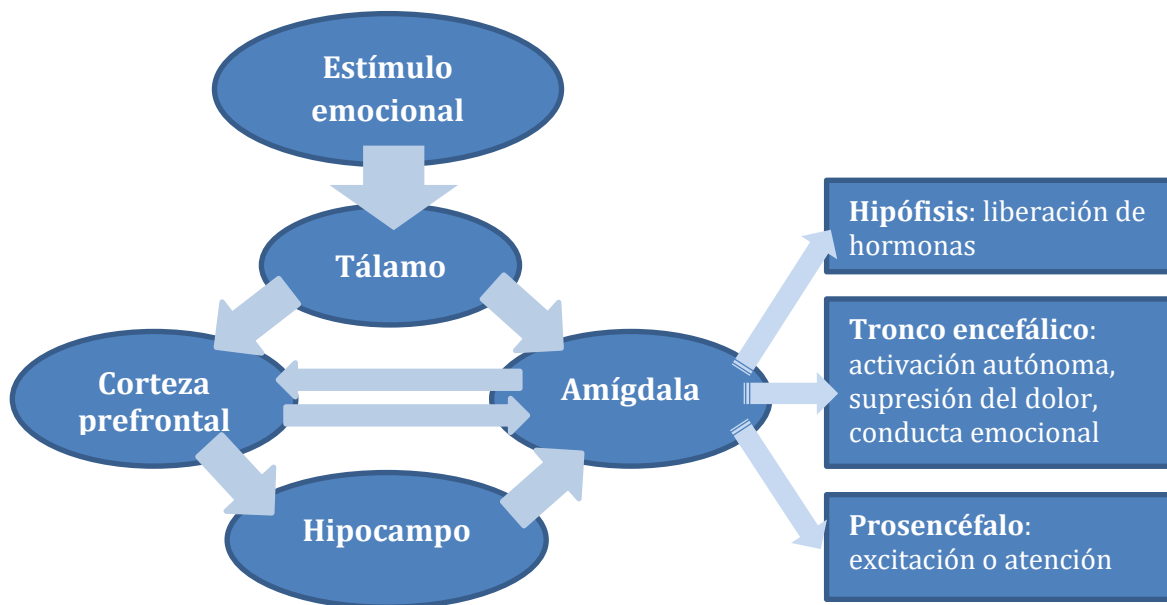 Estímulo
emocional
Tálamo
Corteza
prefrontal
Amígdala
Hipocampo
Hipófisis: liberación de
hormonas
Tronco encefálico:
activación autónoma,
supresión del dolor,
conducta emocional
Prosencéfalo:
excitación o atención